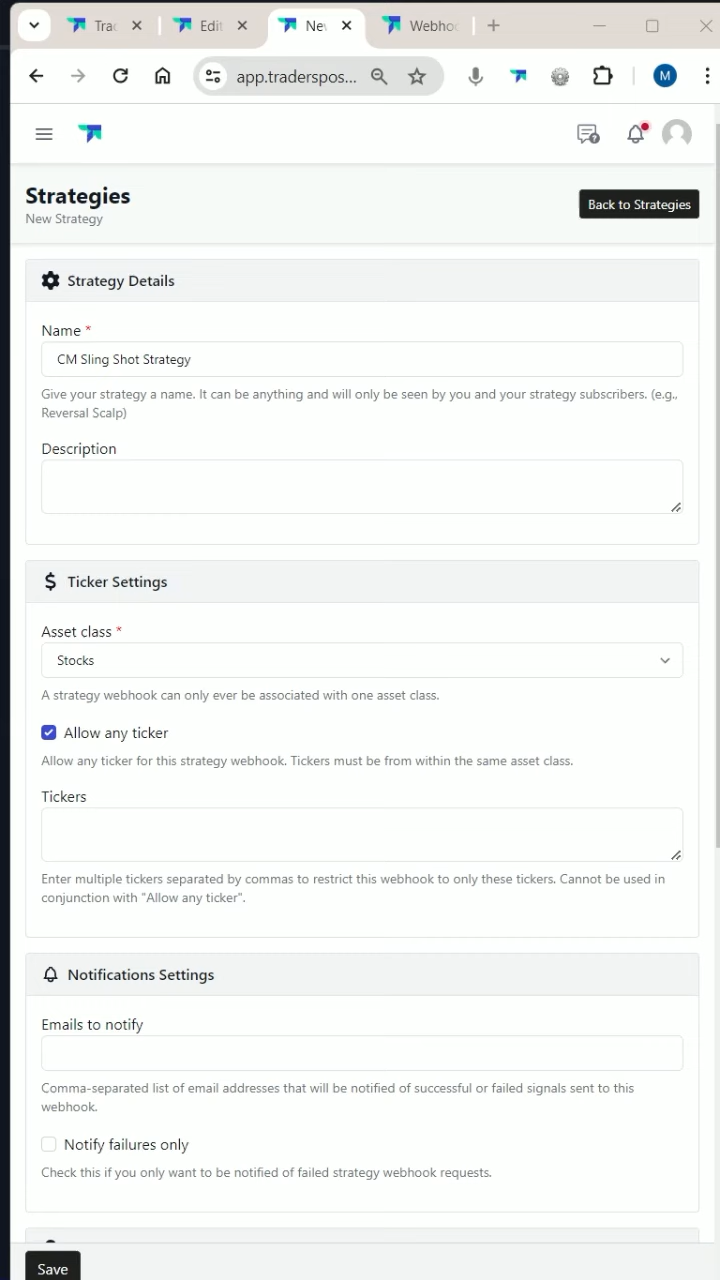 Edit
Webho
app.traderspos...
M
Strategies
New Strategy
Back to Strategies
Strategy Details
Name *
CM Sling Shot Strategy
Give your strategy a name. It can be anything and will only be seen by you and your strategy subscribers. (e.g.,
Reversal Scalp)
Description
$ Ticker Settings
Asset class *
Stocks
A strategy webhook can only ever be associated with one asset class.
Allow any ticker
Allow any ticker for this strategy webhook. Tickers must be from within the same asset class.
Tickers
Enter multiple tickers separated by commas to restrict this webhook to only these tickers. Cannot be used in
conjunction with "Allow any ticker".
Notifications Settings
Emails to notify
Comma-separated list of email addresses that will be notified of successful or failed signals sent to this
webhook.
Notify failures only
Check this if you only want to be notified of failed strategy webhook requests.
Save